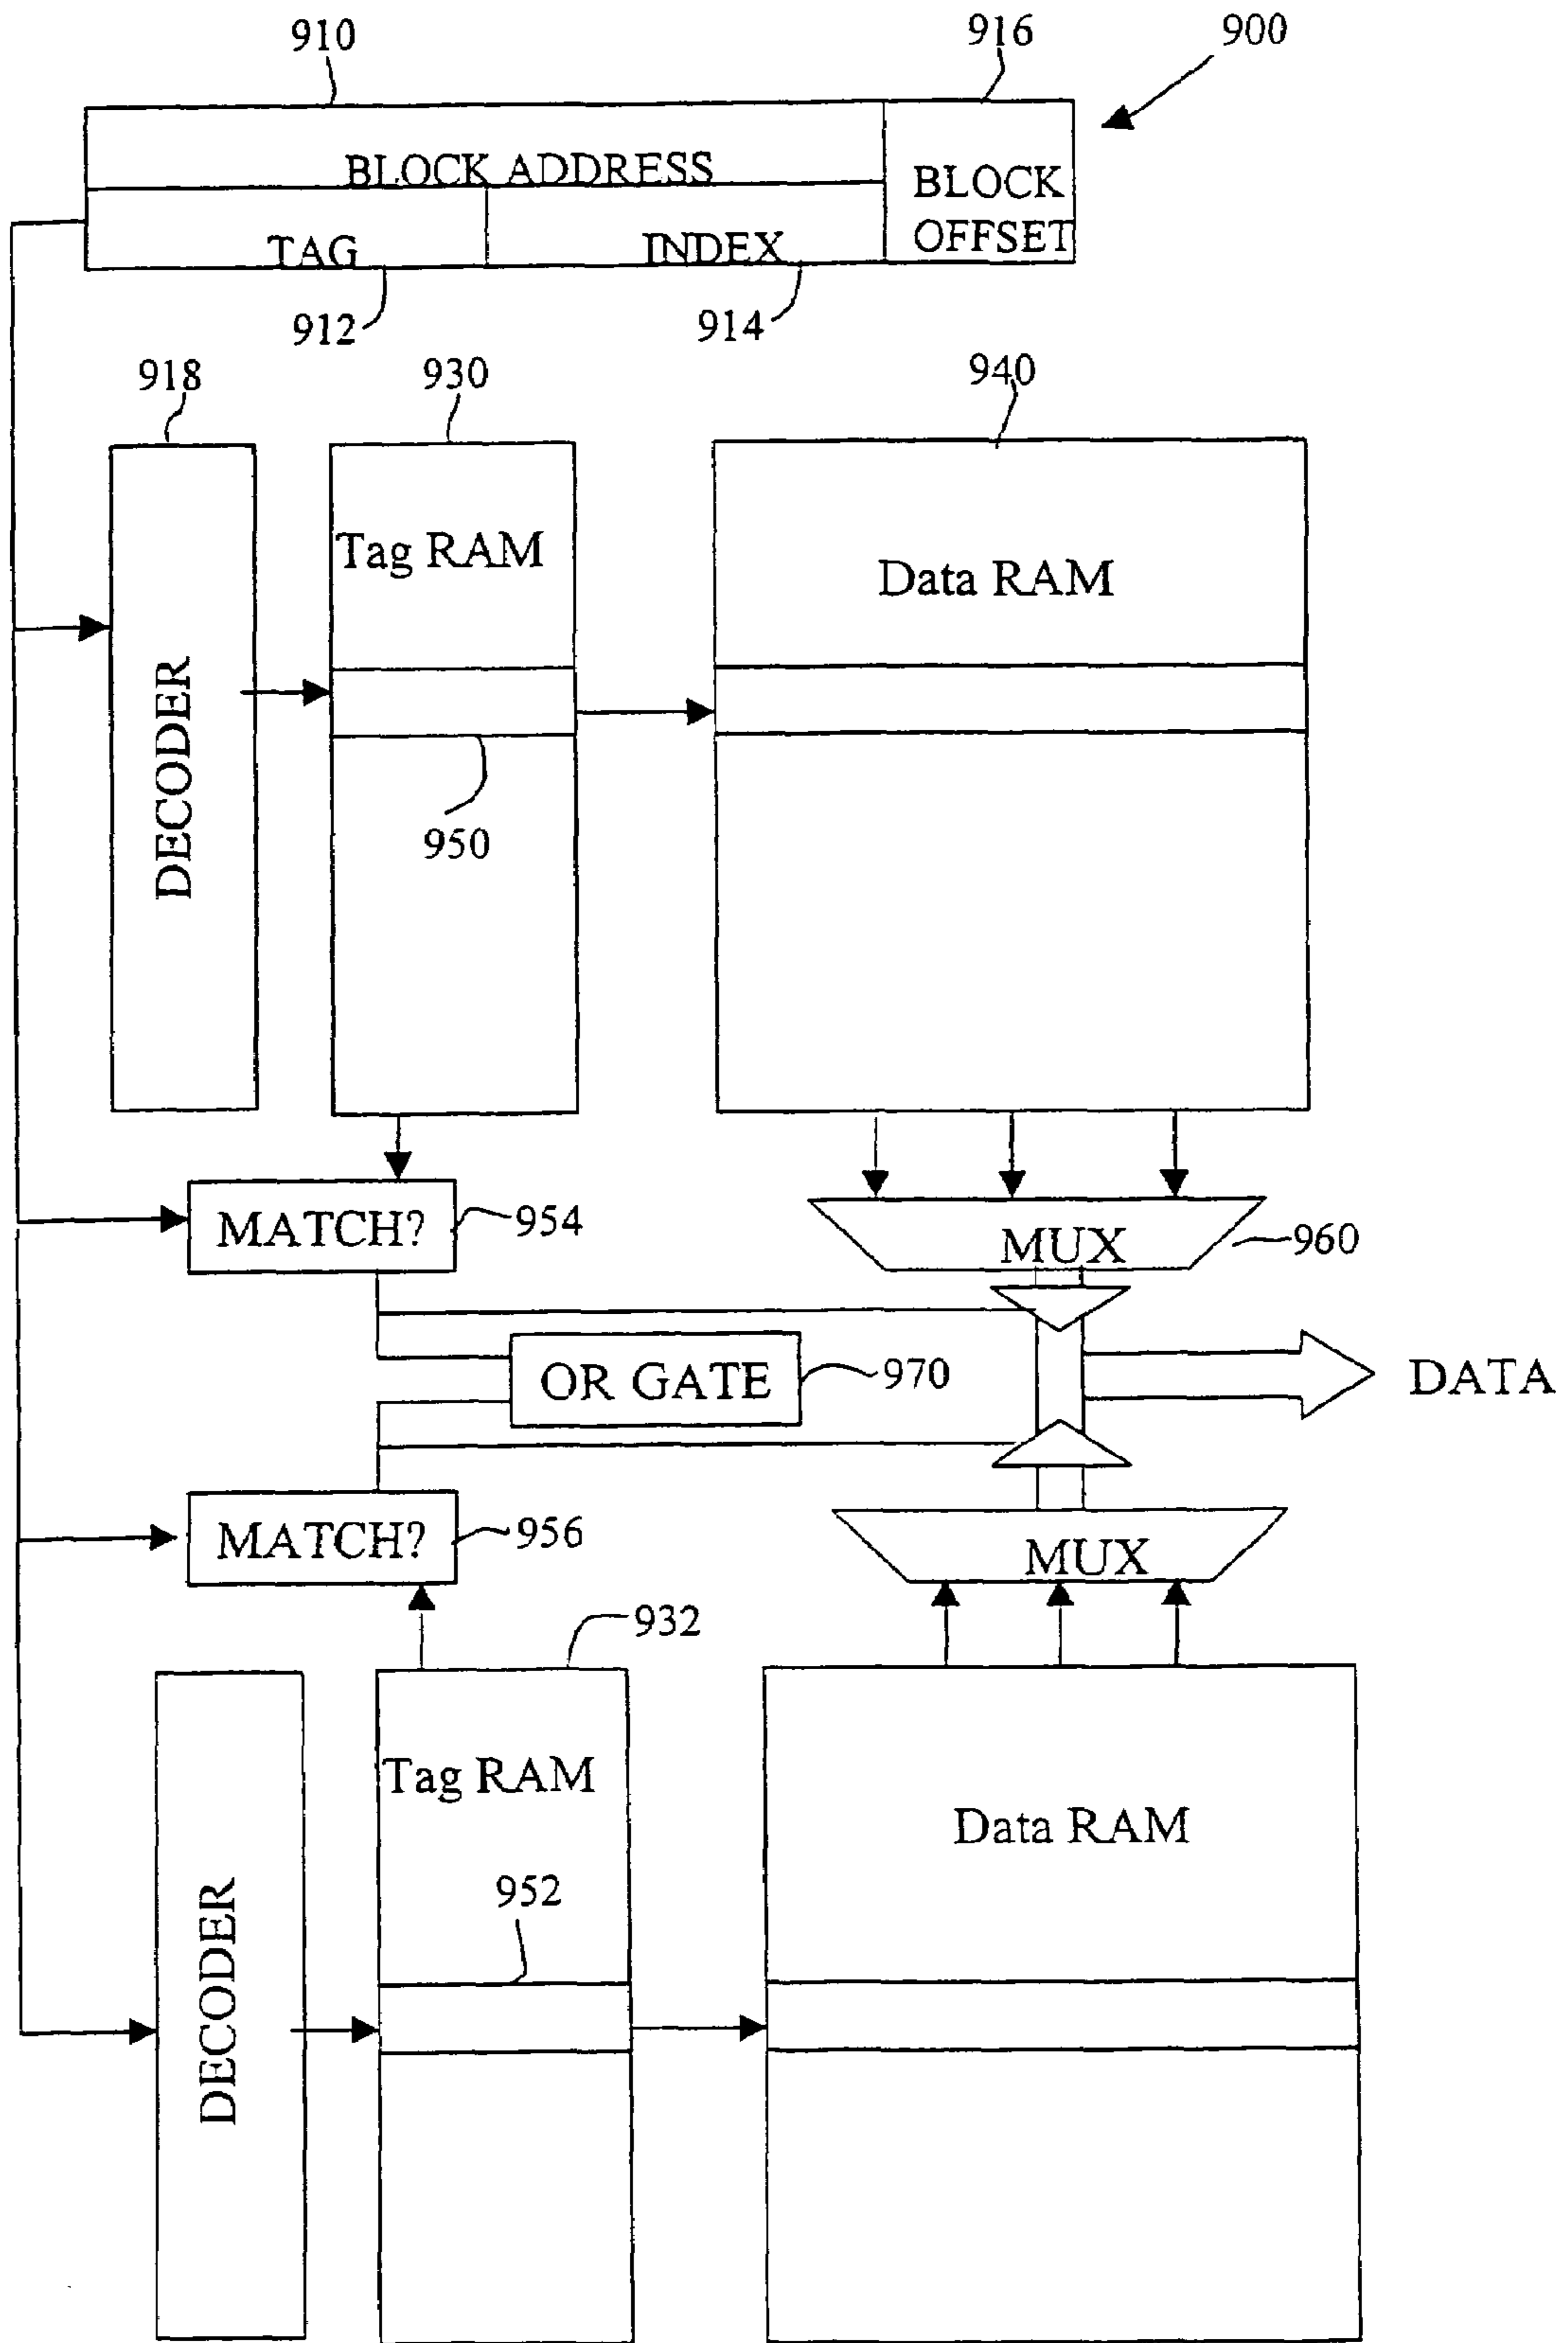 910
916
900
BLOCK ADDRESS
BLOCK
OFFSET
TAG
INDEX
912
914
918
930
940
Tag RAM
Data RAM
DECODER
950
MATCH?
954
MUX
960
OR GATE
970
DATA
MATCH?
956
MUX
932
Tag RAM
Data RAM
952
DECODER